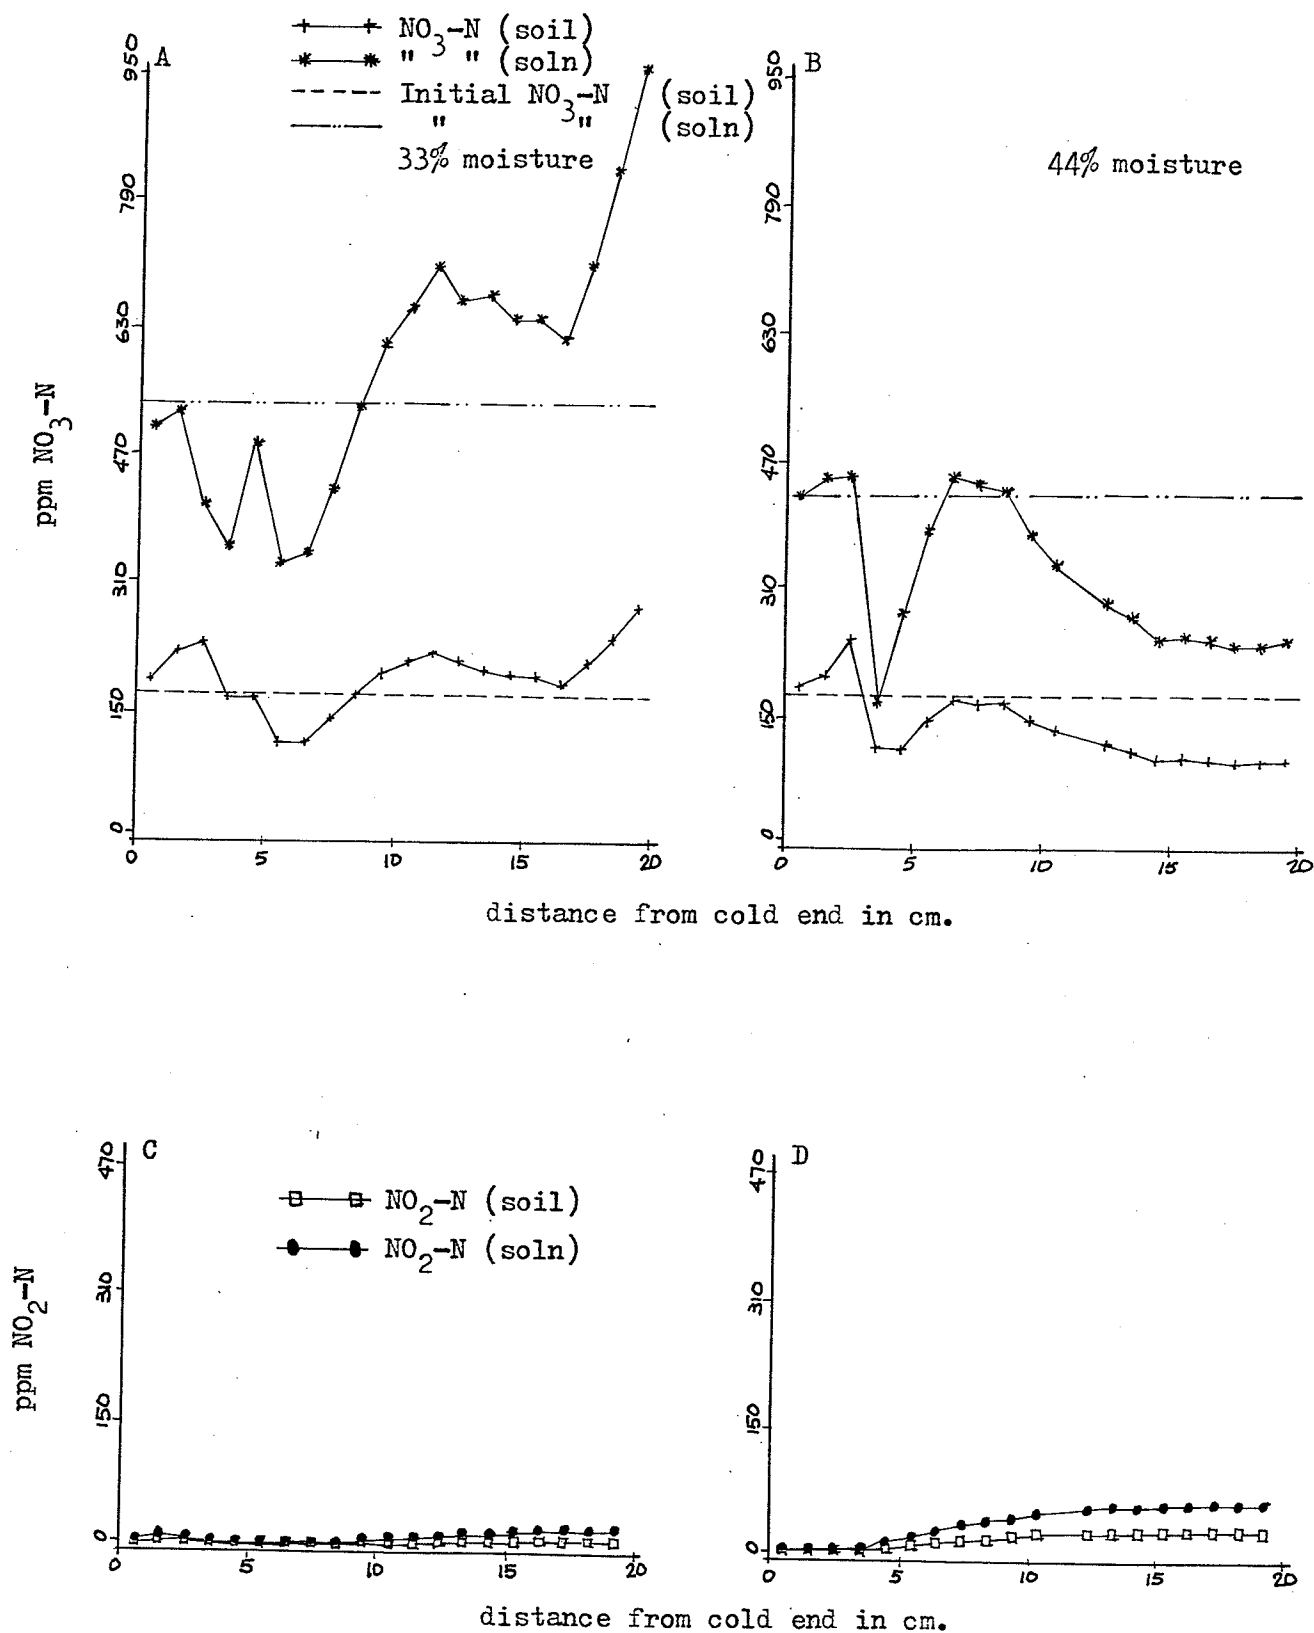 NO3-N (soil)
" " (soln)
Initial NO3-N (soil)
" " (soln)
33% moisture
A
950
790
630
470
310
150
0
ppm NO3-N
0 5 10 15 20
B
44% moisture
950
790
630
470
310
150
0
0 5 10 15 20
distance from cold end in cm.
C
NO2-N (soil)
NO2-N (soln)
470
310
150
0
ppm NO2-N
0 5 10 15 20
D
470
310
150
0
0 5 10 15 20
distance from cold end in cm.